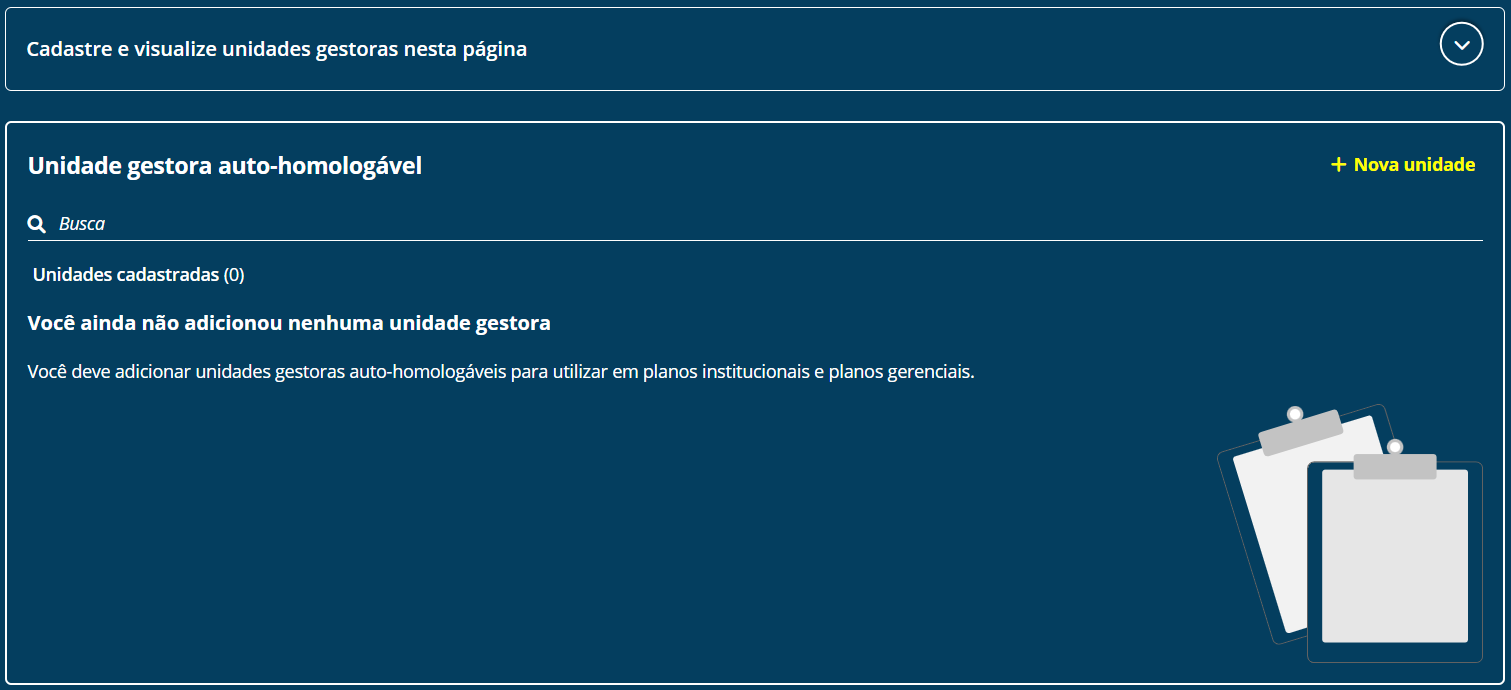 Cadastre e visualize unidades gestoras nesta página
Unidade gestora auto-homologável
+ Nova unidade
Busca
Unidades cadastradas (0)
Você ainda não adicionou nenhuma unidade gestora
Você deve adicionar unidades gestoras auto-homologáveis para utilizar em planos institucionais e planos gerenciais.